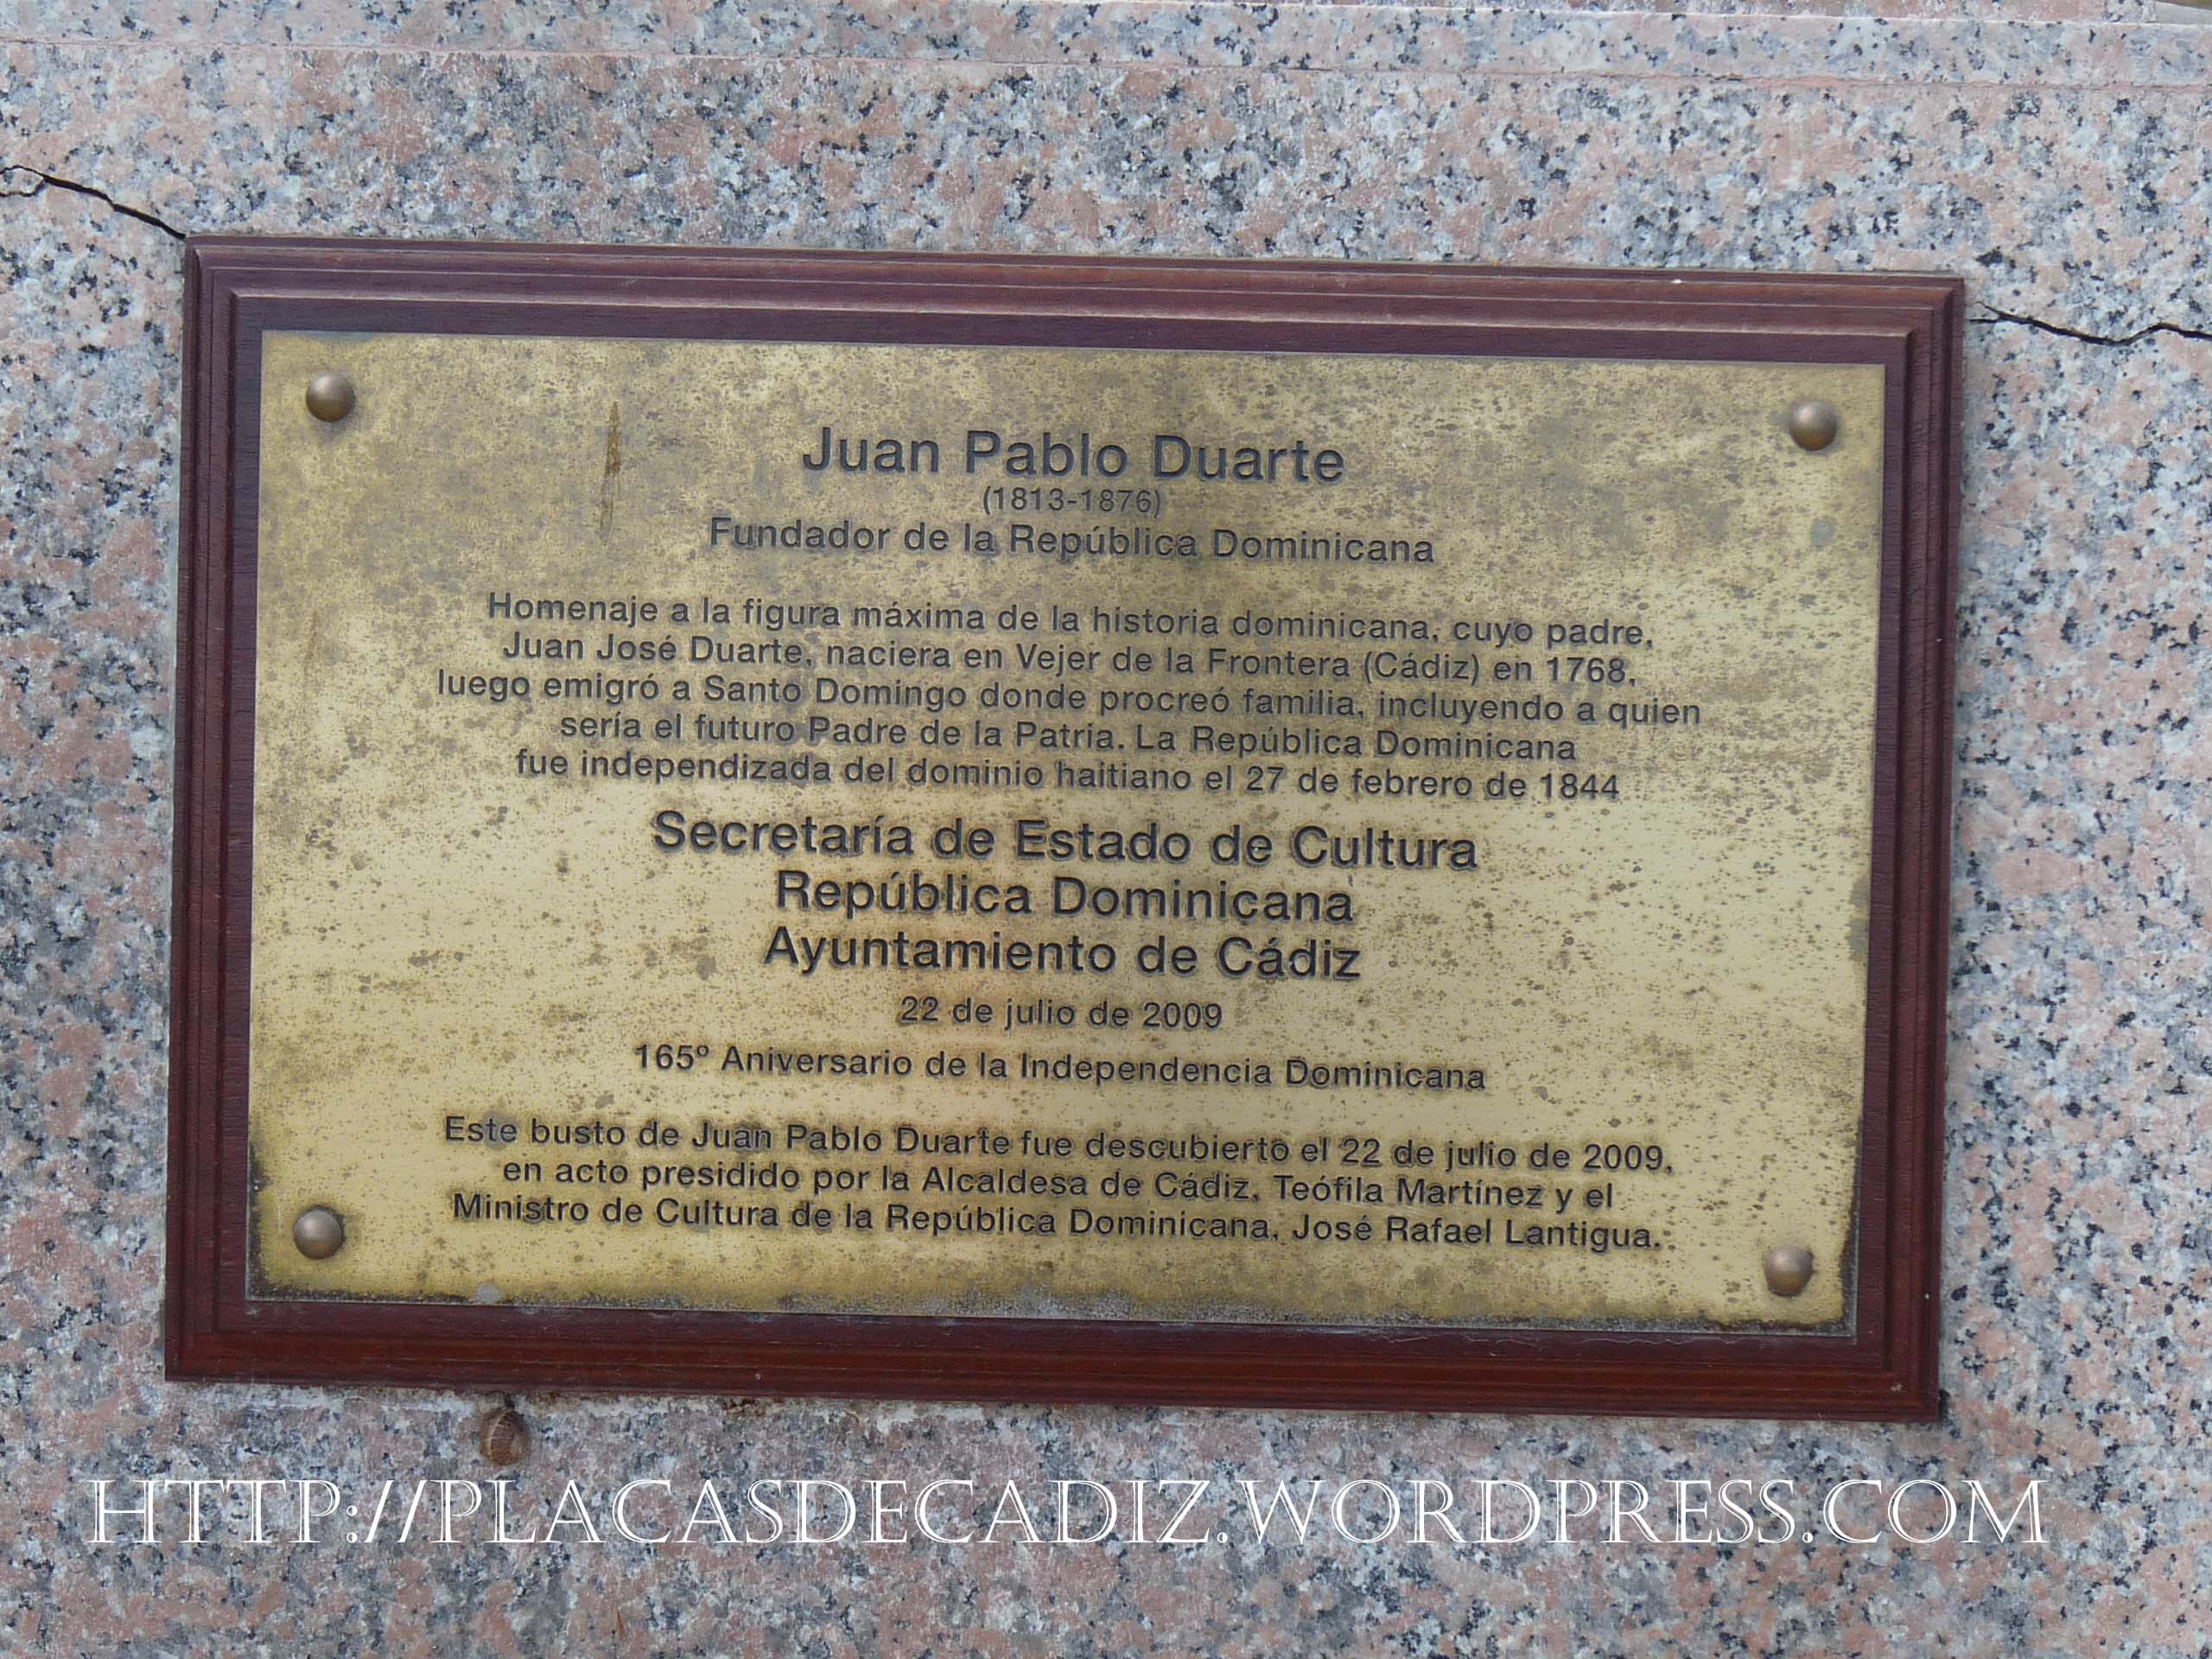 Juan Pablo Duarte
(1813-1876)
Fundador de la República Dominicana
Homenaje a la figura máxima de la historia dominicana, cuyo padre,
Juan José Duarte, naciera en Vejer de la Frontera (Cádiz) en 1768,
luego emigró a Santo Domingo donde procreó familia, incluyendo a quien
sería el futuro Padre de la Patria. La República Dominicana
fue independizada del dominio haitiano el 27 de febrero de 1844
Secretaría de Estado de Cultura
República Dominicana
Ayuntamiento de Cádiz
22 de julio de 2009
165º Aniversario de la Independencia Dominicana
Este busto de Juan Pablo Duarte fue descubierto el 22 de julio de 2009,
en acto presidido por la Alcaldesa de Cádiz, Teófila Martínez y el
Ministro de Cultura de la República Dominicana, José Rafael Lantigua.
HTTP://PLACASDECADIZ.WORDPRESS.COM